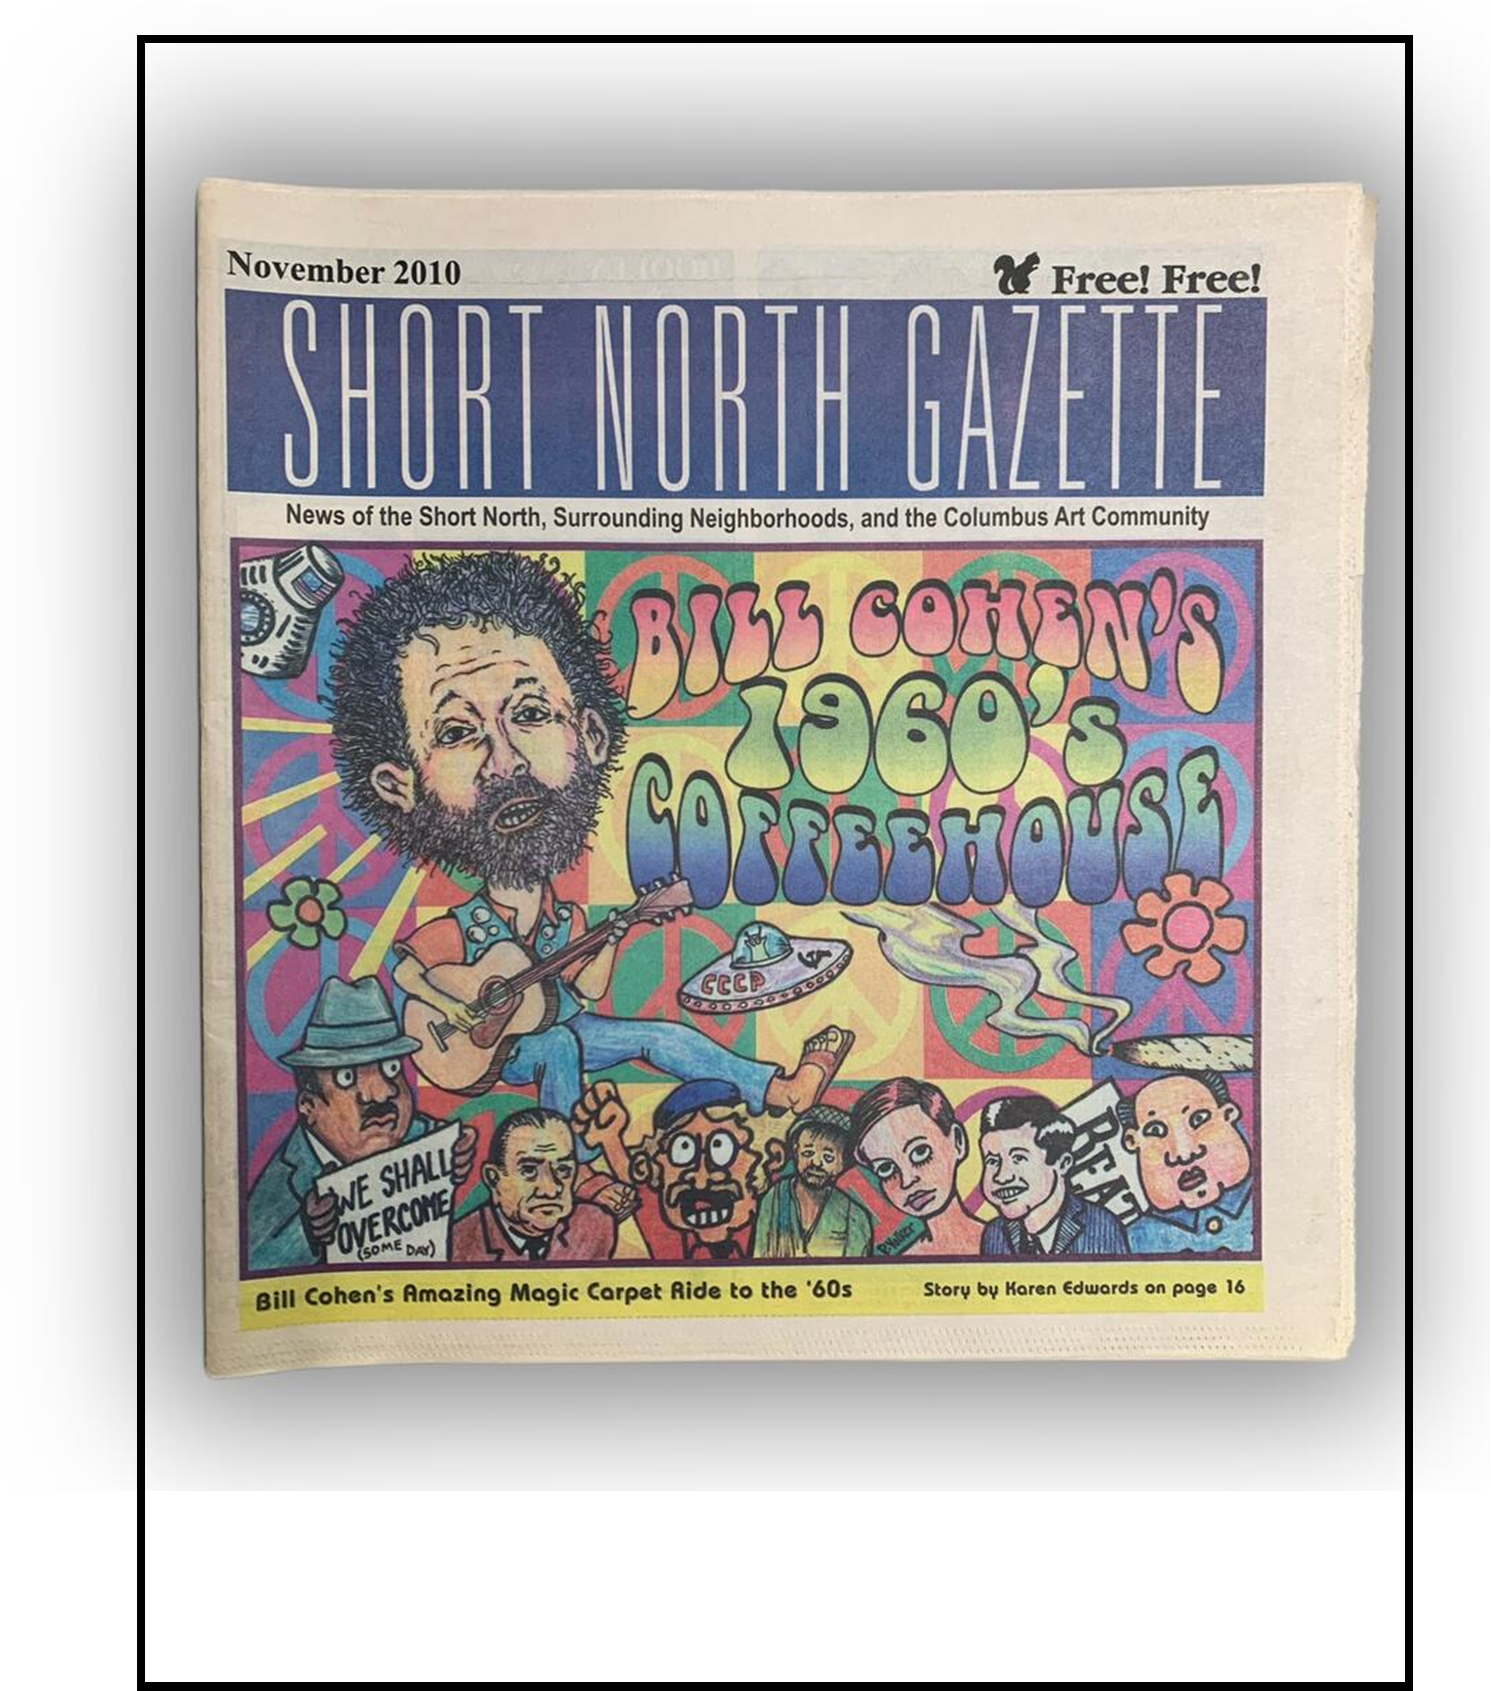 November 2010
Free! Free!
SHORT NORTH GAZETTE
News of the Short North, Surrounding Neighborhoods, and the Columbus Art Community
BILL COHEN'S
1960's
COFFEEHOUSE
CCCP
WE SHALL
OVERCOME
(SOME DAY)
BEAT
Bill Cohen's Amazing Magic Carpet Ride to the '60s
Story by Karen Edwards on page 16